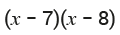 (x − 7)(x − 8)